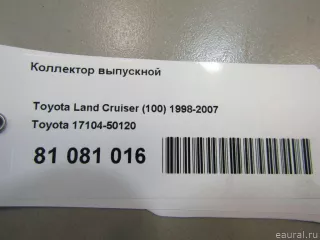 Коллектор выпускной
Toyota Land Cruiser (100) 1998-2007
Toyota 17104-50120
81 081 016
eaural.ru